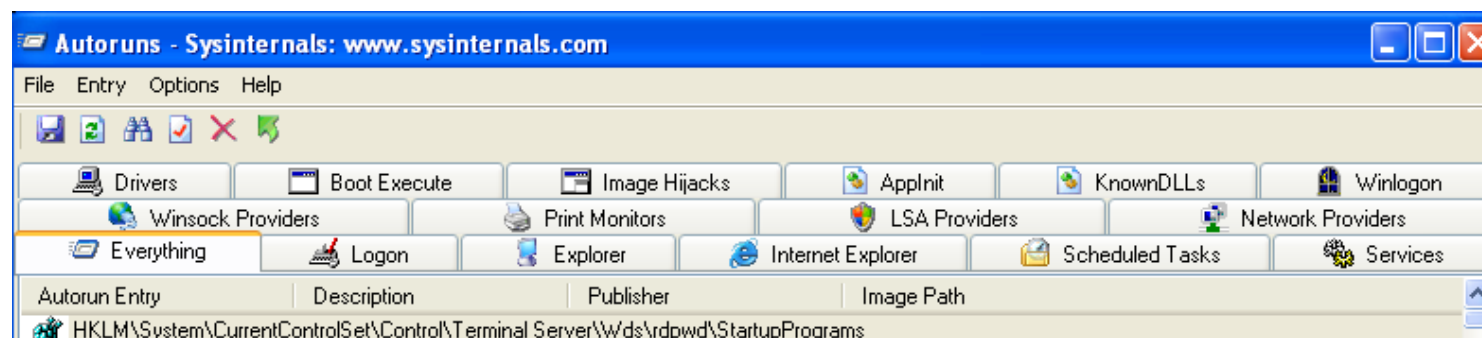 Autoruns - Sysinternals: www.sysinternals.com
File Entry Options Help
Drivers Boot Execute Image Hijacks AppInit KnownDLLs Winlogon
Winsock Providers Print Monitors LSA Providers Network Providers
Everything Logon Explorer Internet Explorer Scheduled Tasks Services
Autorun Entry Description Publisher Image Path
HKLM\System\CurrentControlSet\Control\Terminal Server\Wds\rdpwd\StartupPrograms